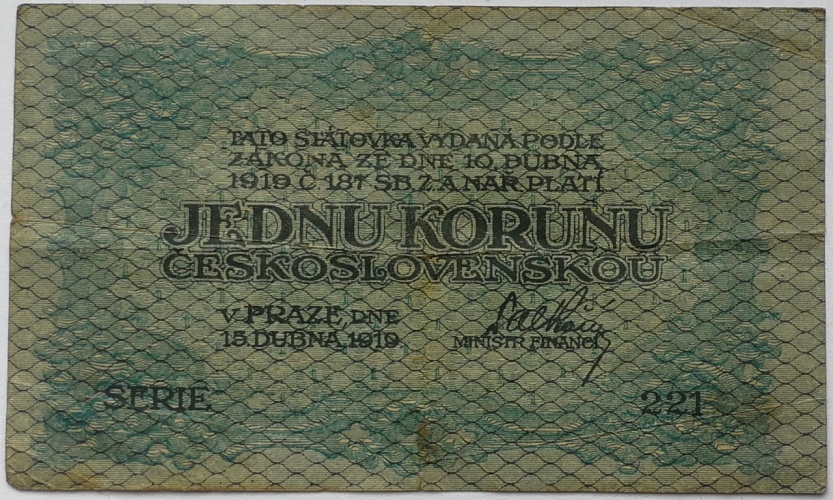 TATO STÁTOVKA VYDANÁ PODLE
ZÁKONA ZE DNE 10. DUBNA
1919 Č. 187 SB. Z. A NAŘ. PLATÍ
JEDNU KORUNU
ČESKOSLOVENSKOU
V PRAZE, DNE
15. DUBNA 1919.
MINISTR FINANCÍ
SERIE 221